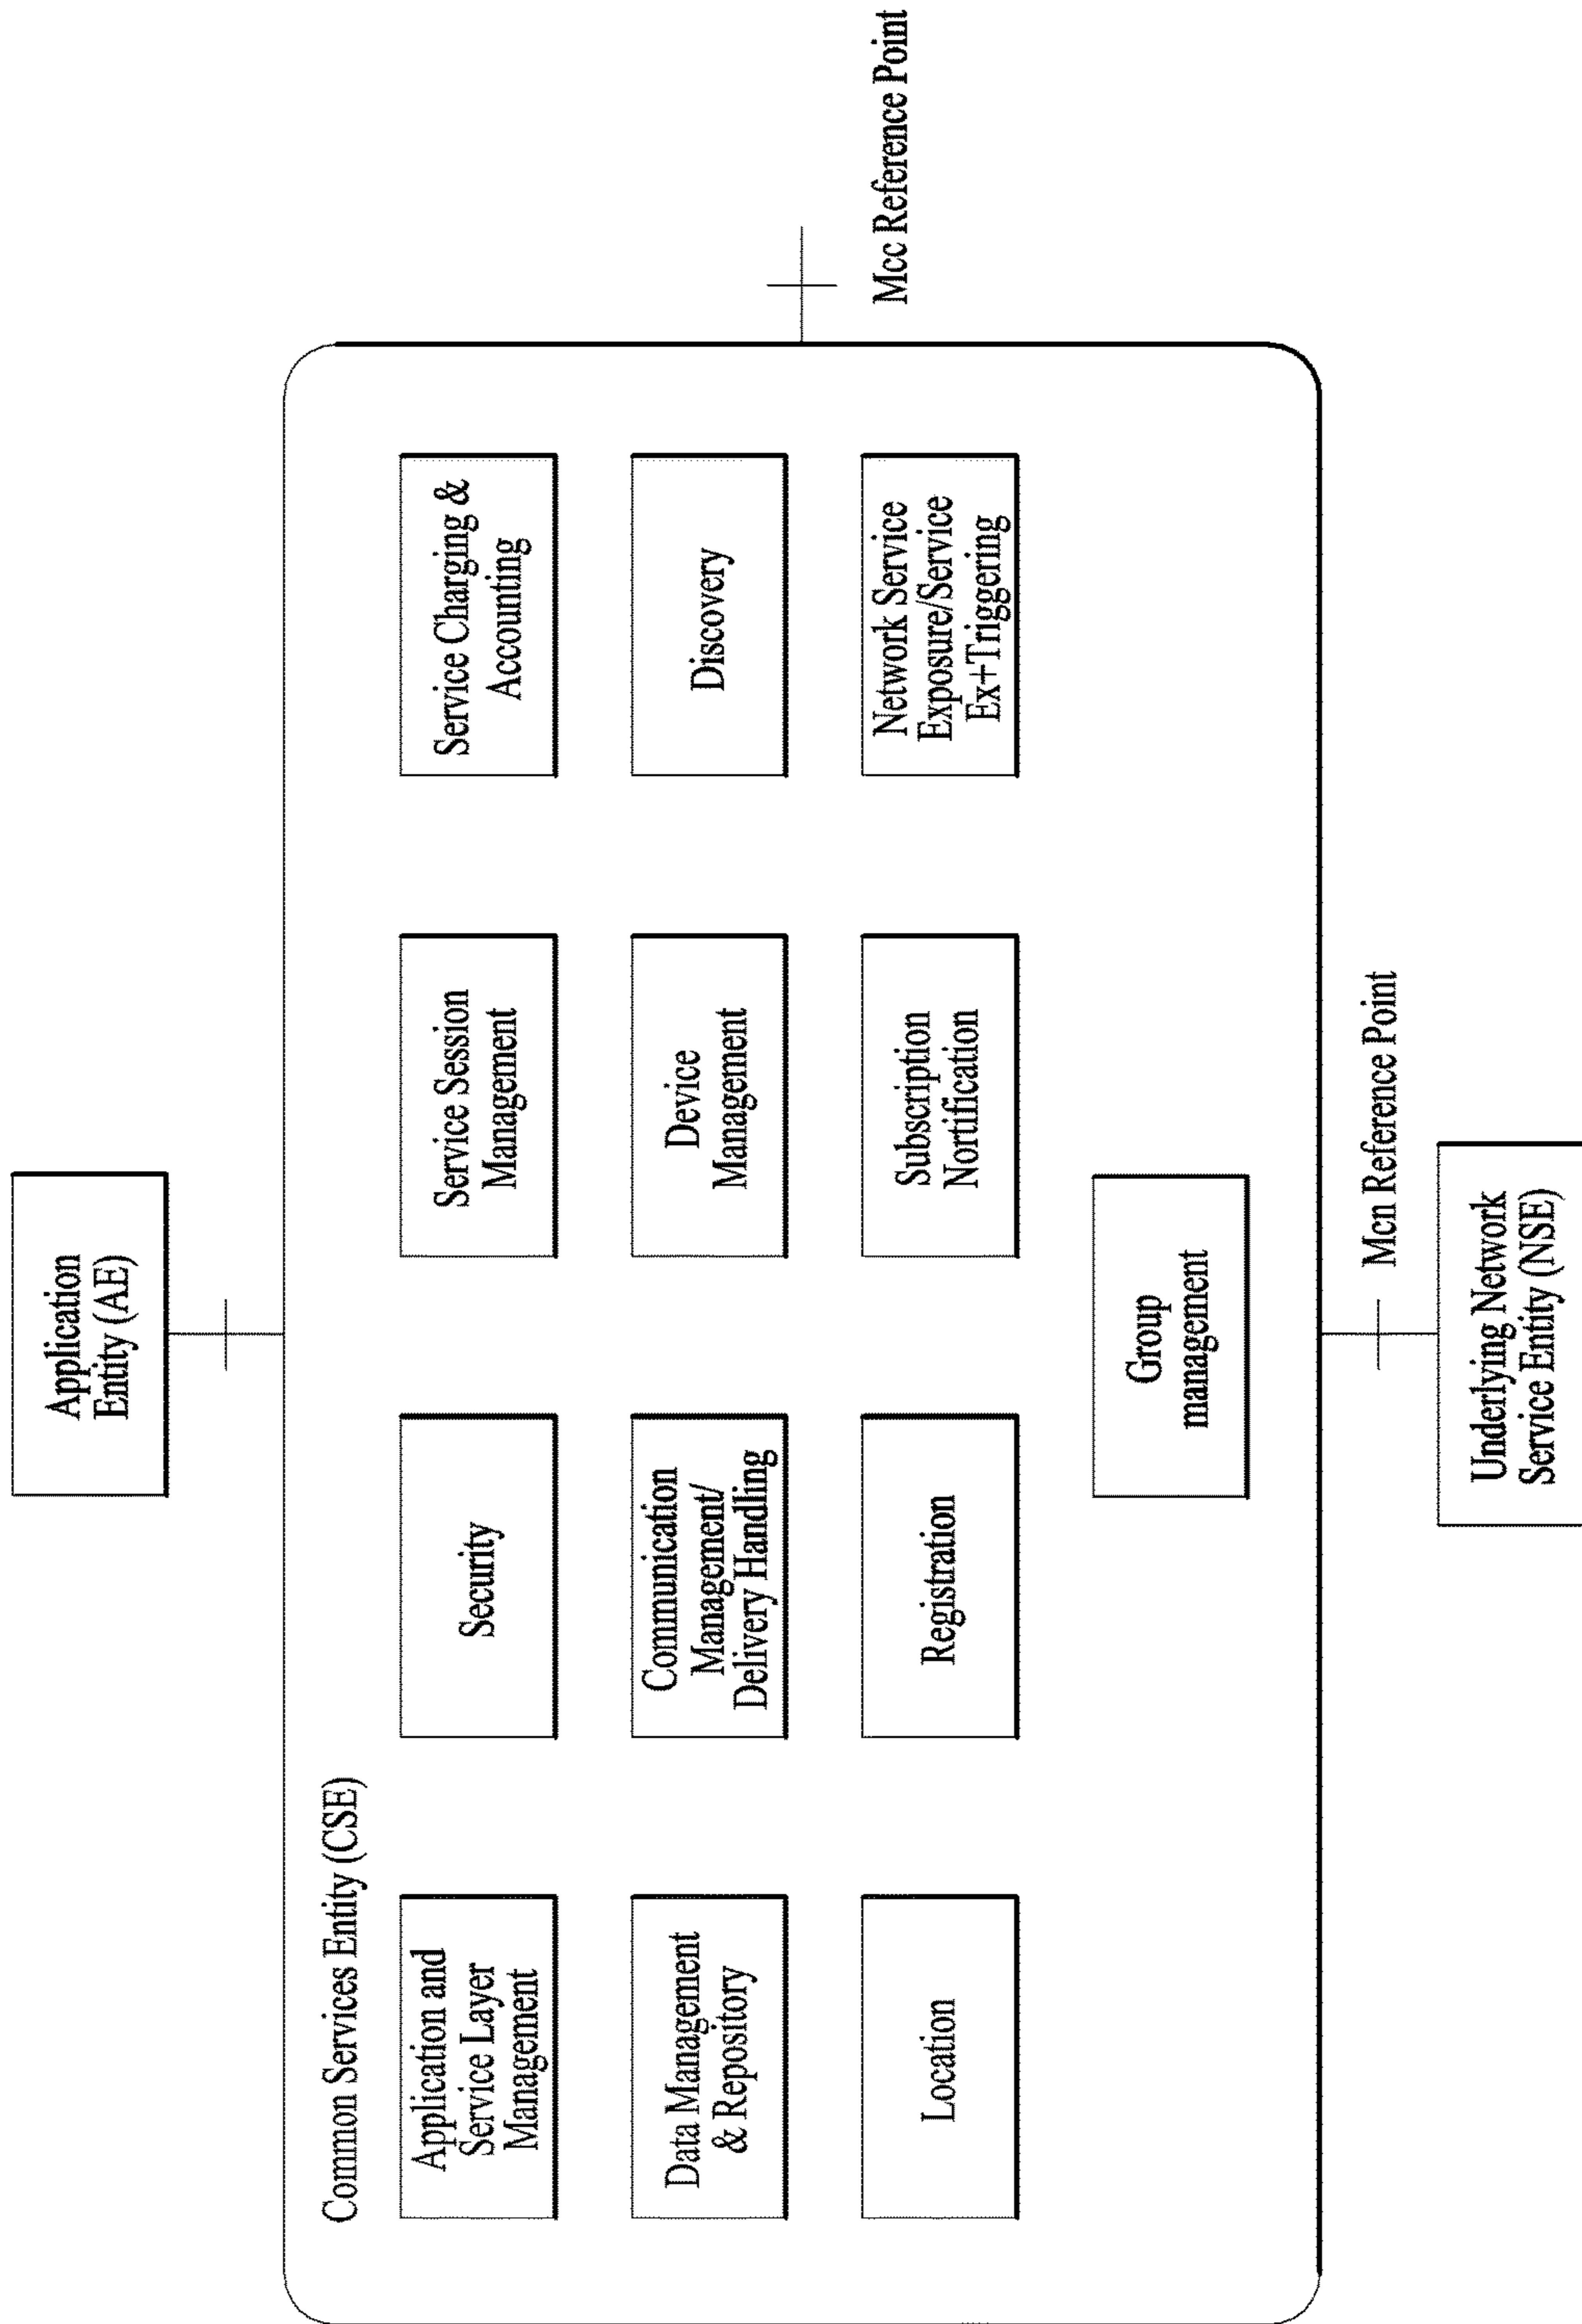 Application
Entity (AE)
Common Services Entity (CSE)
Application and
Service Layer
Management
Security
Service Session
Management
Service Charging &
Accounting
Data Management
& Repository
Communication
Management/
Delivery Handling
Device
Management
Discovery
Location
Registration
Subscription
Nortification
Network Service
Exposure/Service
Ex+Triggering
Group
management
Mcc Reference Point
Mcn Reference Point
Underlying Network
Service Entity (NSE)